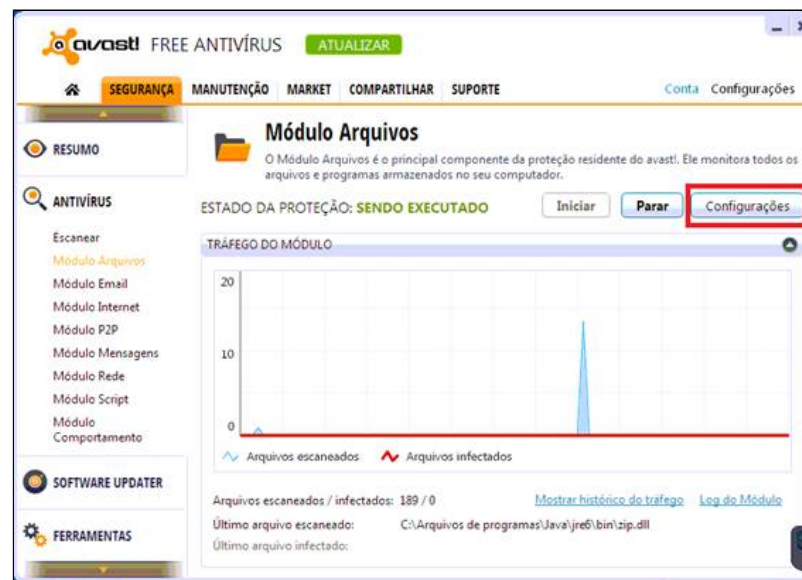 avast! FREE ANTIVÍRUS ATUALIZAR
SEGURANÇA MANUTENÇÃO MARKET COMPARTILHAR SUPORTE Conta Configurações
RESUMO
ANTIVÍRUS
Escanear
Módulo Arquivos
Módulo Email
Módulo Internet
Módulo P2P
Módulo Mensagens
Módulo Rede
Módulo Script
Módulo
Comportamento
SOFTWARE UPDATER
FERRAMENTAS
Módulo Arquivos
O Módulo Arquivos é o principal componente da proteção residente do avast!. Ele monitora todos os
arquivos e programas armazenados no seu computador.
ESTADO DA PROTEÇÃO: SENDO EXECUTADO Iniciar Parar Configurações
TRÁFEGO DO MÓDULO
20
10
0
Arquivos escaneados Arquivos infectados
Arquivos escaneados / infectados: 189 / 0 Mostrar histórico do tráfego Log do Módulo
Último arquivo escaneado: C:\Arquivos de programas\Java\jre6\bin\zip.dll
Último arquivo infectado: